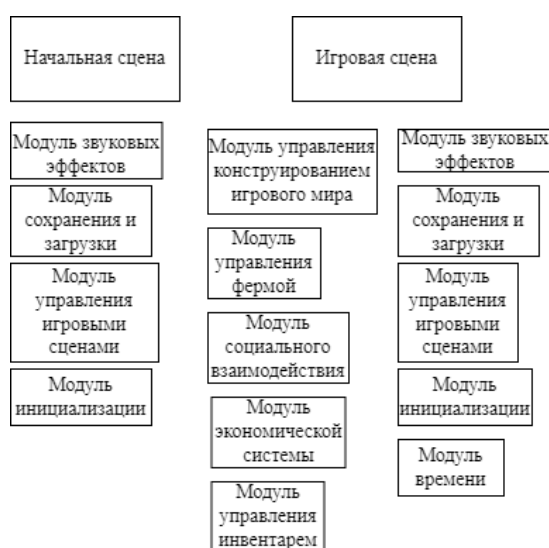 Начальная сцена
Игровая сцена
Модуль звуковых
эффектов
Модуль
сохранения и
загрузки
Модуль
управления
игровыми
сценами
Модуль
инициализации
Модуль управления
конструированием
игрового мира
Модуль
управления
фермой
Модуль
социального
взаимодействия
Модуль
экономической
системы
Модуль
управления
инвентарем
Модуль звуковых
эффектов
Модуль
сохранения и
загрузки
Модуль
управления
игровыми
сценами
Модуль
инициализации
Модуль
времени